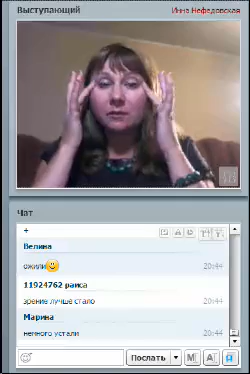 Выступающий
Инна Нефедовская
Чат
Велина
ожили
20:44
11924762 раиса
зрение лучше стало
20:44
Марина
немного устали
20:44
Послать